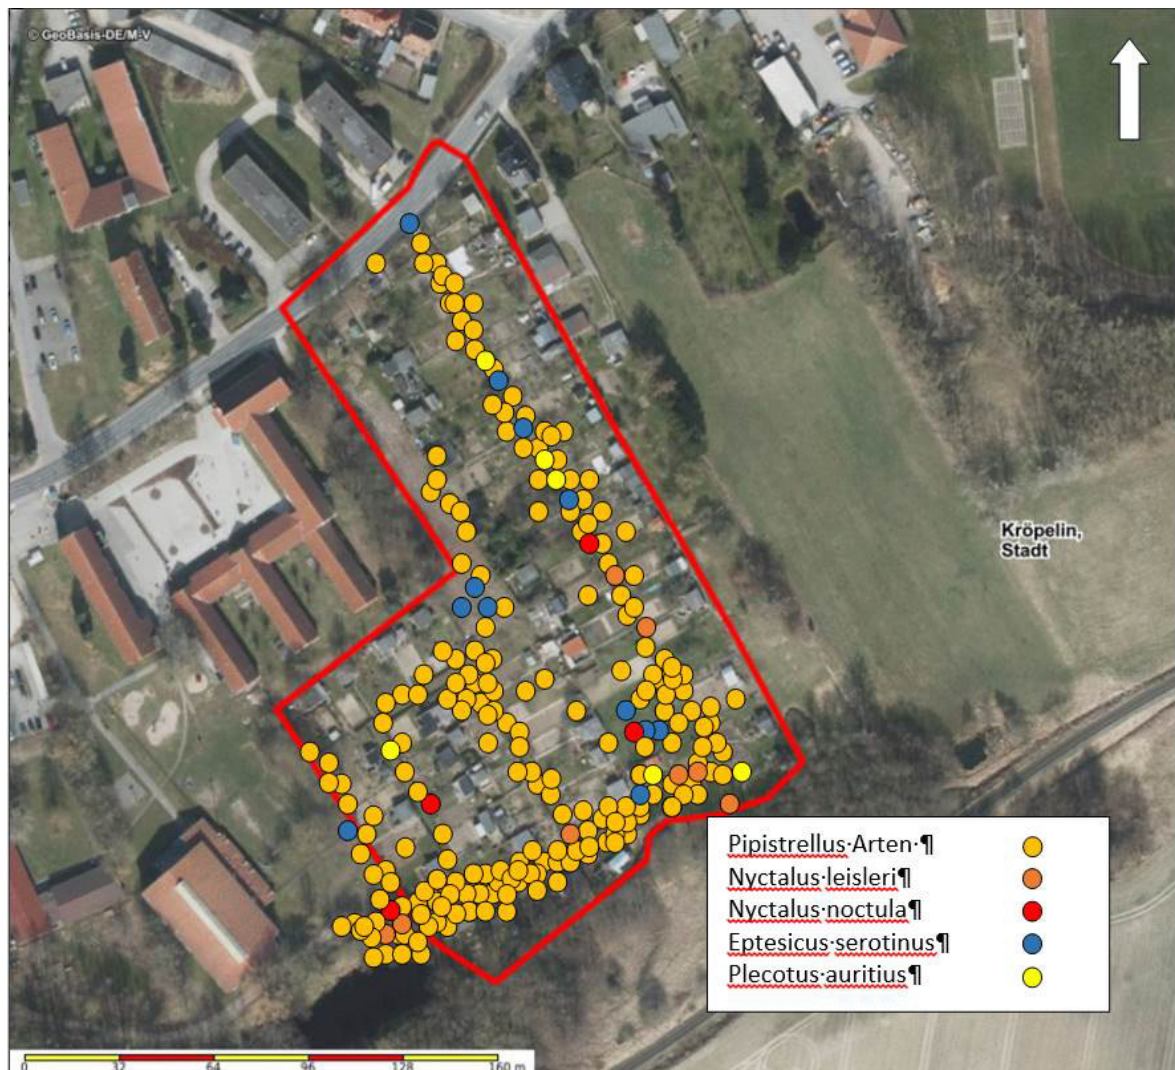 © GeoBasis-DE/M-V
Kröpelin,
Stadt
Pipistrellus·Arten·¶
Nyctalus·leisleri¶
Nyctalus·noctula¶
Eptesicus·serotinus¶
Plecotus·auritius¶
0 32 64 96 128 160 m